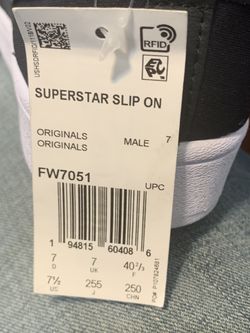 RFID
SUPERSTAR SLIP ON
ORIGINALS
ORIGINALS
MALE 7
FW7051
UPC
1 94815 60408 6
7 7 40⅔
D UK F
7½ 255 250
US J CHN